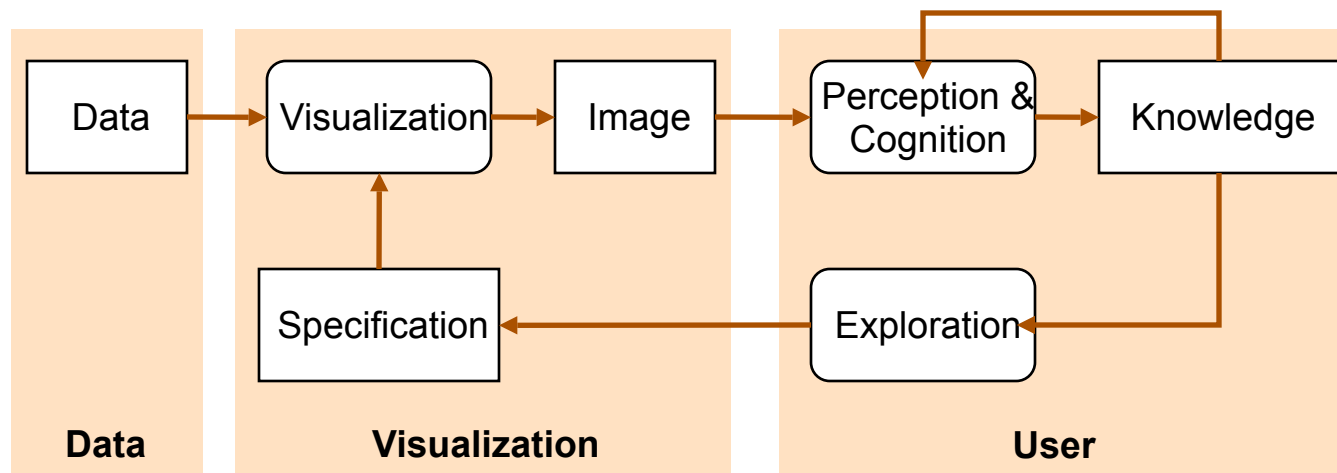 Data
Visualization
Image
Perception &
Cognition
Knowledge
Specification
Exploration
Data
Visualization
User